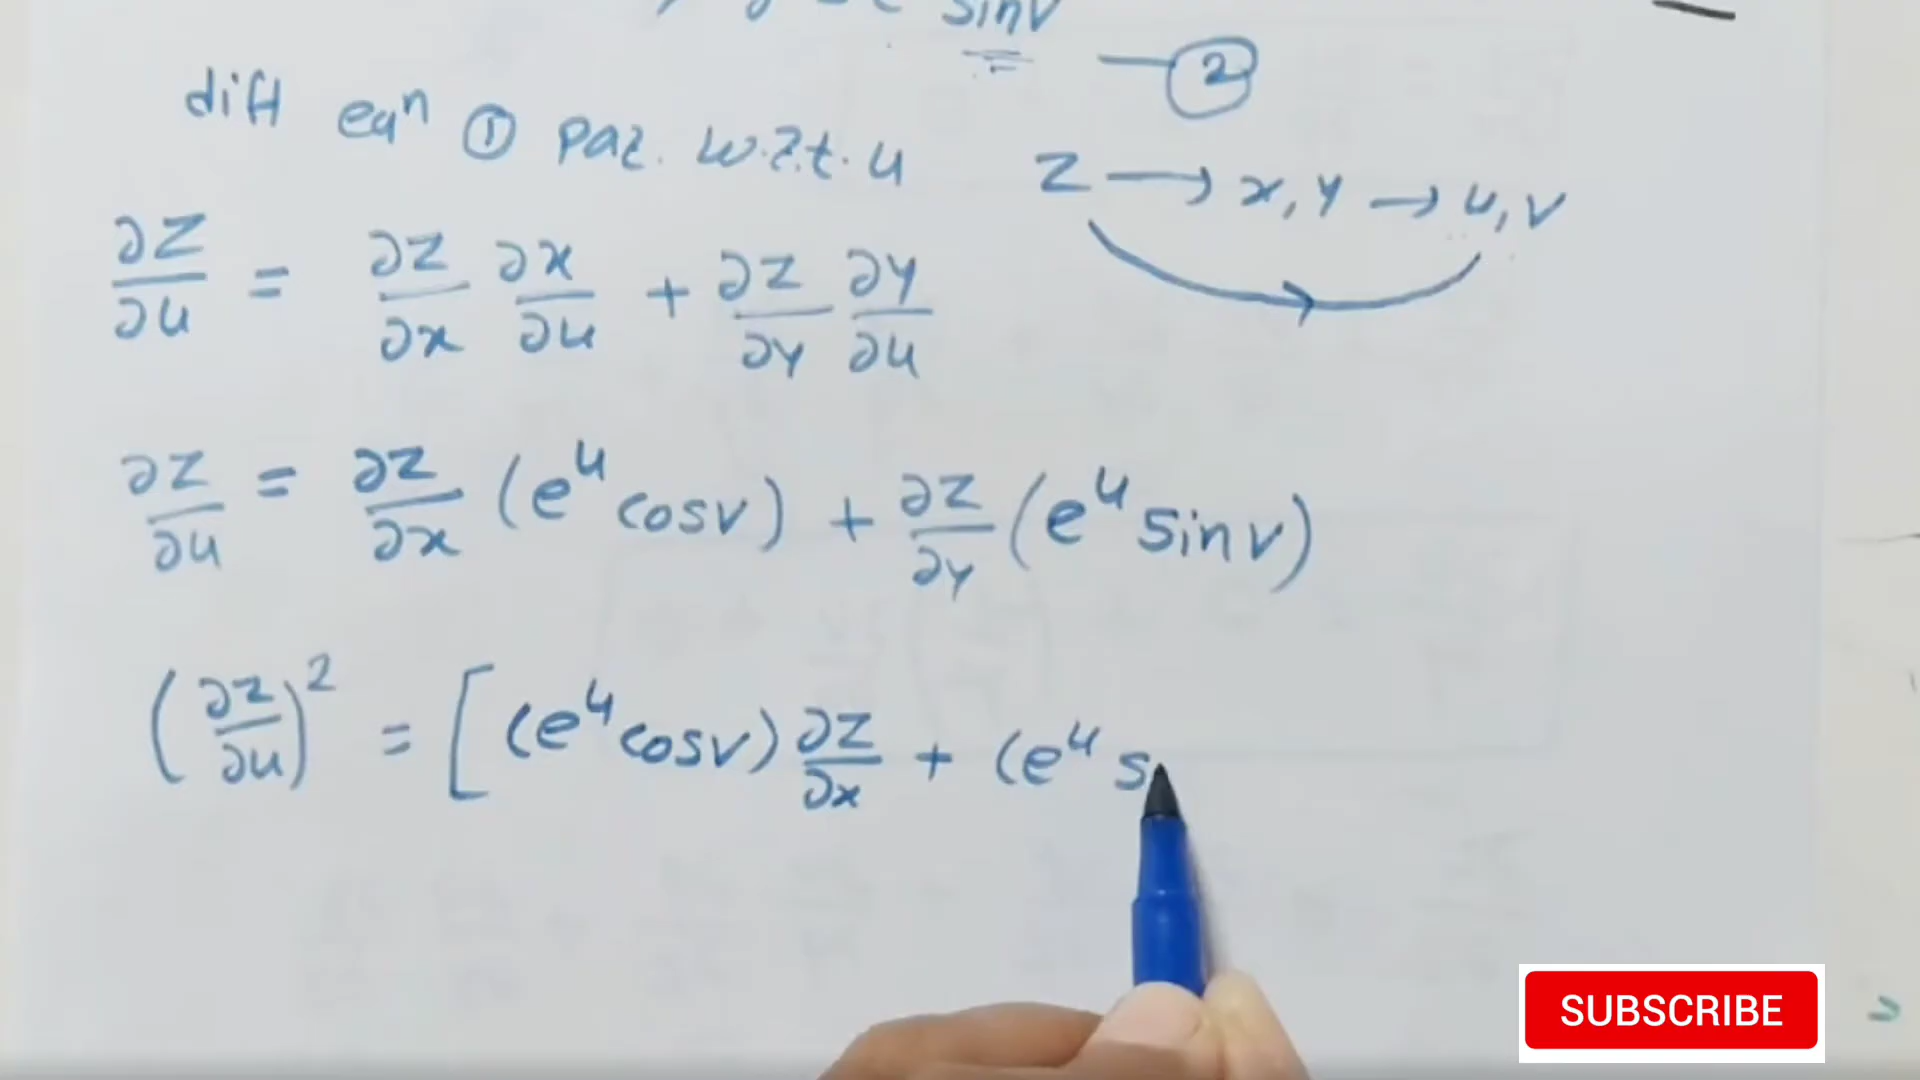 sinv
— ②
diff eqⁿ ① par. w.r.t. u
z → x, y → u, v
∂z/∂u = ∂z/∂x ∂x/∂u + ∂z/∂y ∂y/∂u
∂z/∂u = ∂z/∂x (eᵘ cosv) + ∂z/∂y (eᵘ sinv)
(∂z/∂u)² = [(eᵘ cosv) ∂z/∂x + (eᵘ s
SUBSCRIBE